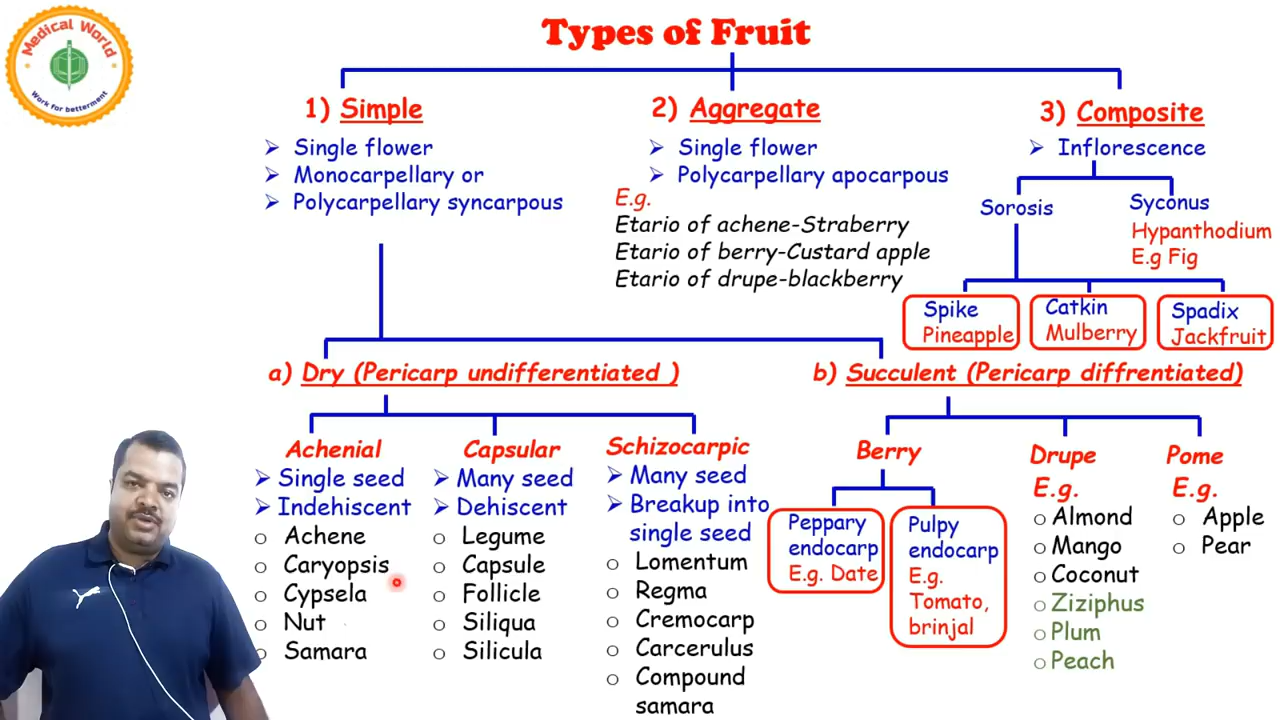 Medical World
Work for betterment
Types of Fruit
1) Simple
➢ Single flower
➢ Monocarpellary or
➢ Polycarpellary syncarpous
2) Aggregate
➢ Single flower
➢ Polycarpellary apocarpous
E.g.
Etario of achene-Straberry
Etario of berry-Custard apple
Etario of drupe-blackberry
3) Composite
➢ Inflorescence
Sorosis
Syconus
Hypanthodium
E.g Fig
Spike
Pineapple
Catkin
Mulberry
Spadix
Jackfruit
a) Dry (Pericarp undifferentiated )
Achenial
➢ Single seed
➢ Indehiscent
o Achene
o Caryopsis
o Cypsela
o Nut
o Samara
Capsular
➢ Many seed
➢ Dehiscent
o Legume
o Capsule
o Follicle
o Siliqua
o Silicula
Schizocarpic
➢ Many seed
➢ Breakup into
single seed
o Lomentum
o Regma
o Cremocarp
o Carcerulus
o Compound
samara
b) Succulent (Pericarp diffrentiated)
Berry
Peppary
endocarp
E.g. Date
Pulpy
endocarp
E.g.
Tomato,
brinjal
Drupe
E.g.
o Almond
o Mango
o Coconut
o Ziziphus
o Plum
o Peach
Pome
E.g.
o Apple
o Pear